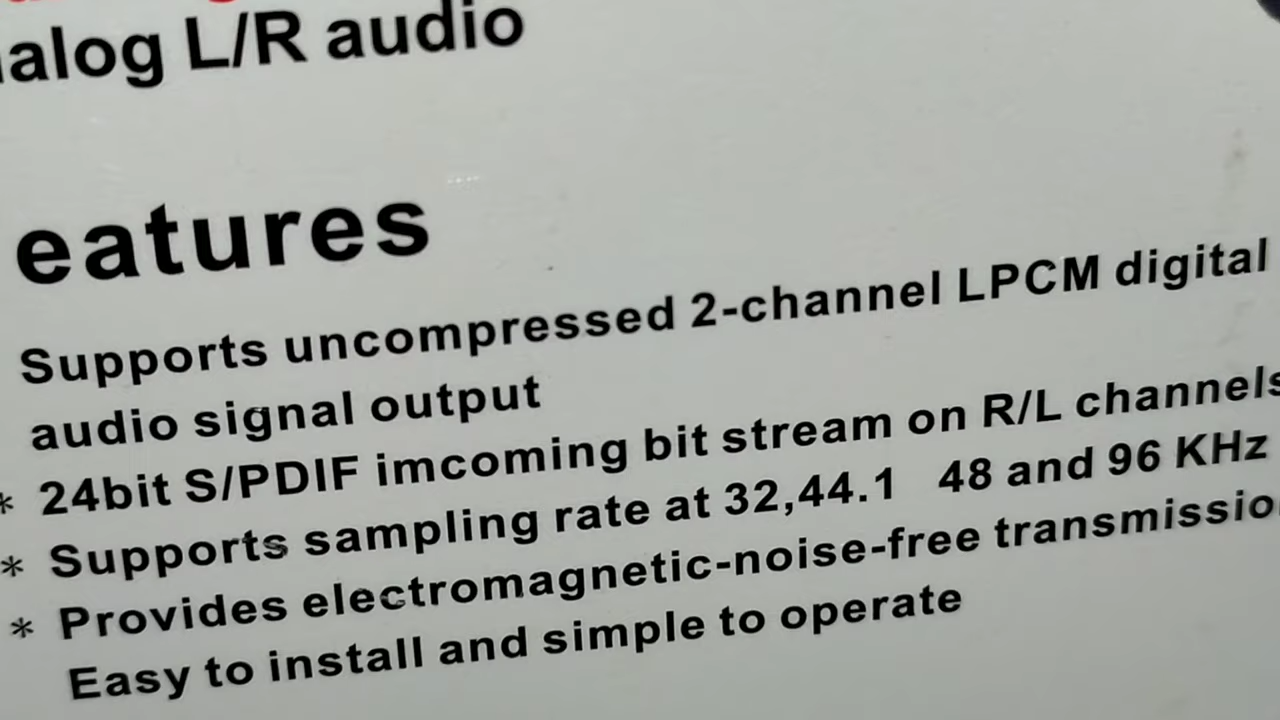 alog L/R audio
eatures
Supports uncompressed 2-channel LPCM digital
audio signal output
* 24bit S/PDIF imcoming bit stream on R/L channels
* Supports sampling rate at 32,44.1 48 and 96 KHz
* Provides electromagnetic-noise-free transmissio
Easy to install and simple to operate